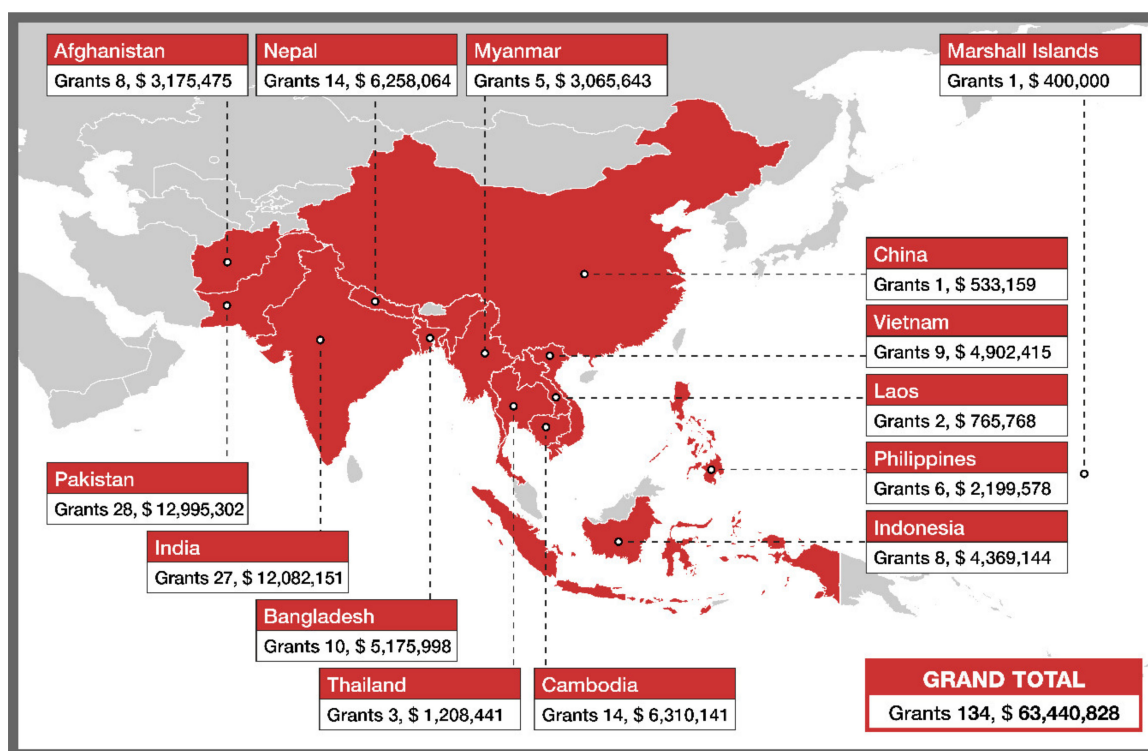 Afghanistan
Grants 8, $ 3,175,475
Nepal
Grants 14, $ 6,258,064
Myanmar
Grants 5, $ 3,065,643
Marshall Islands
Grants 1, $ 400,000
China
Grants 1, $ 533,159
Vietnam
Grants 9, $ 4,902,415
Laos
Grants 2, $ 765,768
Philippines
Grants 6, $ 2,199,578
Indonesia
Grants 8, $ 4,369,144
Pakistan
Grants 28, $ 12,995,302
India
Grants 27, $ 12,082,151
Bangladesh
Grants 10, $ 5,175,998
Thailand
Grants 3, $ 1,208,441
Cambodia
Grants 14, $ 6,310,141
GRAND TOTAL
Grants 134, $ 63,440,828